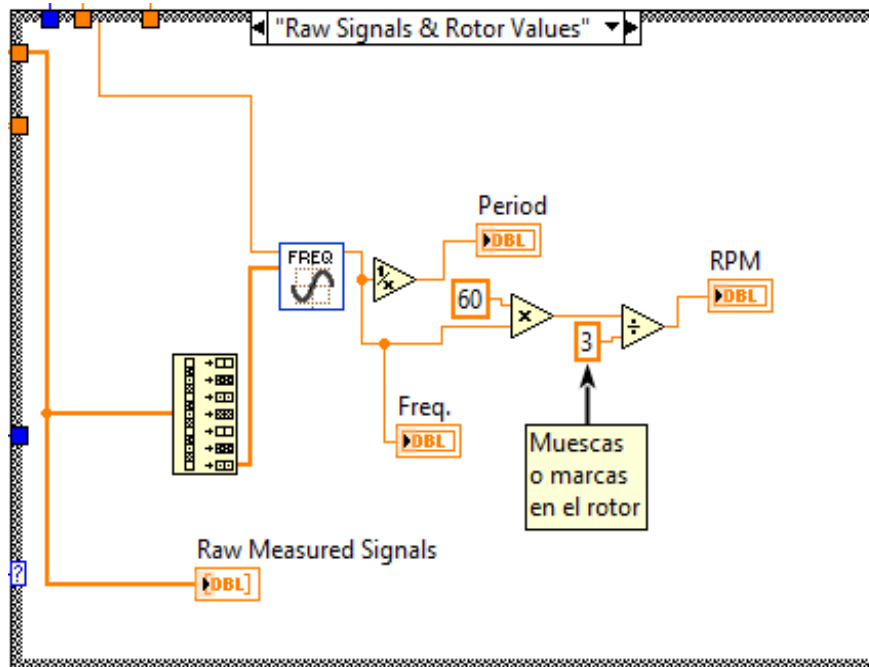 "Raw Signals & Rotor Values"
Period
DBL
FREQ
1/x
RPM
60
DBL
x
÷
3
Freq.
DBL
Muescas
o marcas
en el rotor
Raw Measured Signals
DBL
?